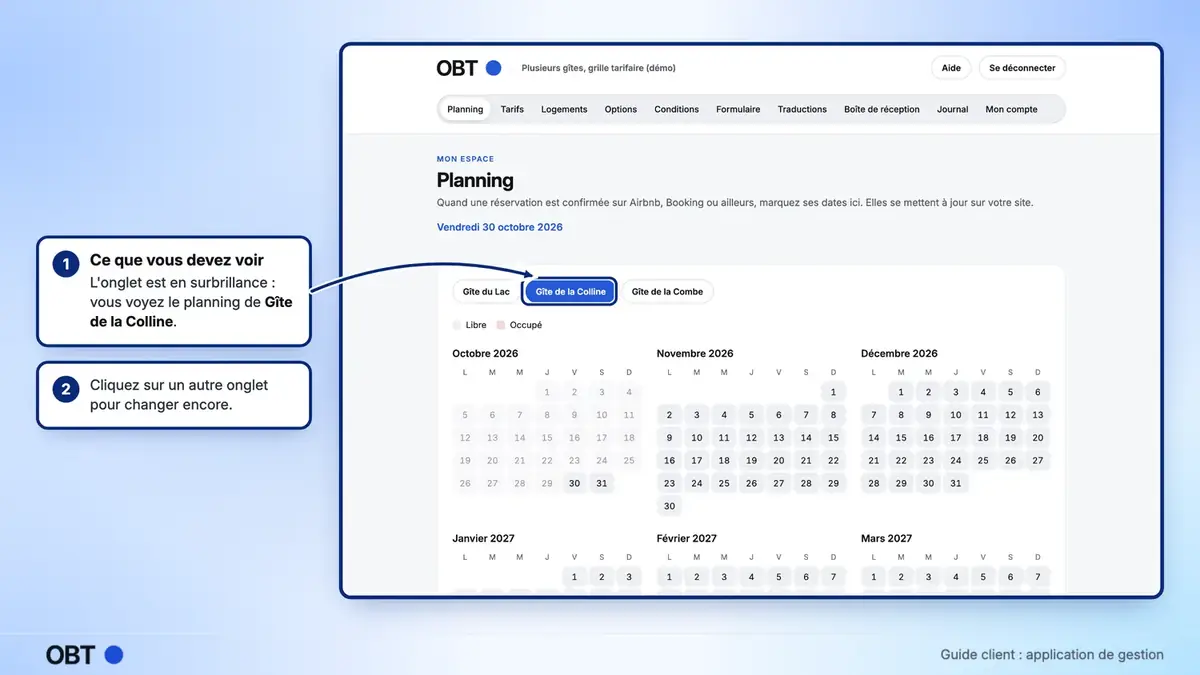 OBT
Plusieurs gîtes, grille tarifaire (démo)
Aide
Se déconnecter
Planning Tarifs Logements Options Conditions Formulaire Traductions Boîte de réception Journal Mon compte
MON ESPACE
Planning
Quand une réservation est confirmée sur Airbnb, Booking ou ailleurs, marquez ses dates ici. Elles se mettent à jour sur votre site.
Vendredi 30 octobre 2026
1
Ce que vous devez voir
L'onglet est en surbrillance :
vous voyez le planning de Gîte
de la Colline.
2
Cliquez sur un autre onglet
pour changer encore.
Gîte du Lac Gîte de la Colline Gîte de la Combe
Libre Occupé
Octobre 2026
L M M J V S D
1 2 3 4
5 6 7 8 9 10 11
12 13 14 15 16 17 18
19 20 21 22 23 24 25
26 27 28 29 30 31
Novembre 2026
L M M J V S D
1
2 3 4 5 6 7 8
9 10 11 12 13 14 15
16 17 18 19 20 21 22
23 24 25 26 27 28 29
30
Décembre 2026
L M M J V S D
1 2 3 4 5 6
7 8 9 10 11 12 13
14 15 16 17 18 19 20
21 22 23 24 25 26 27
28 29 30 31
Janvier 2027
L M M J V S D
1 2 3
Février 2027
L M M J V S D
1 2 3 4 5 6 7
Mars 2027
L M M J V S D
1 2 3 4 5 6 7
OBT
Guide client : application de gestion